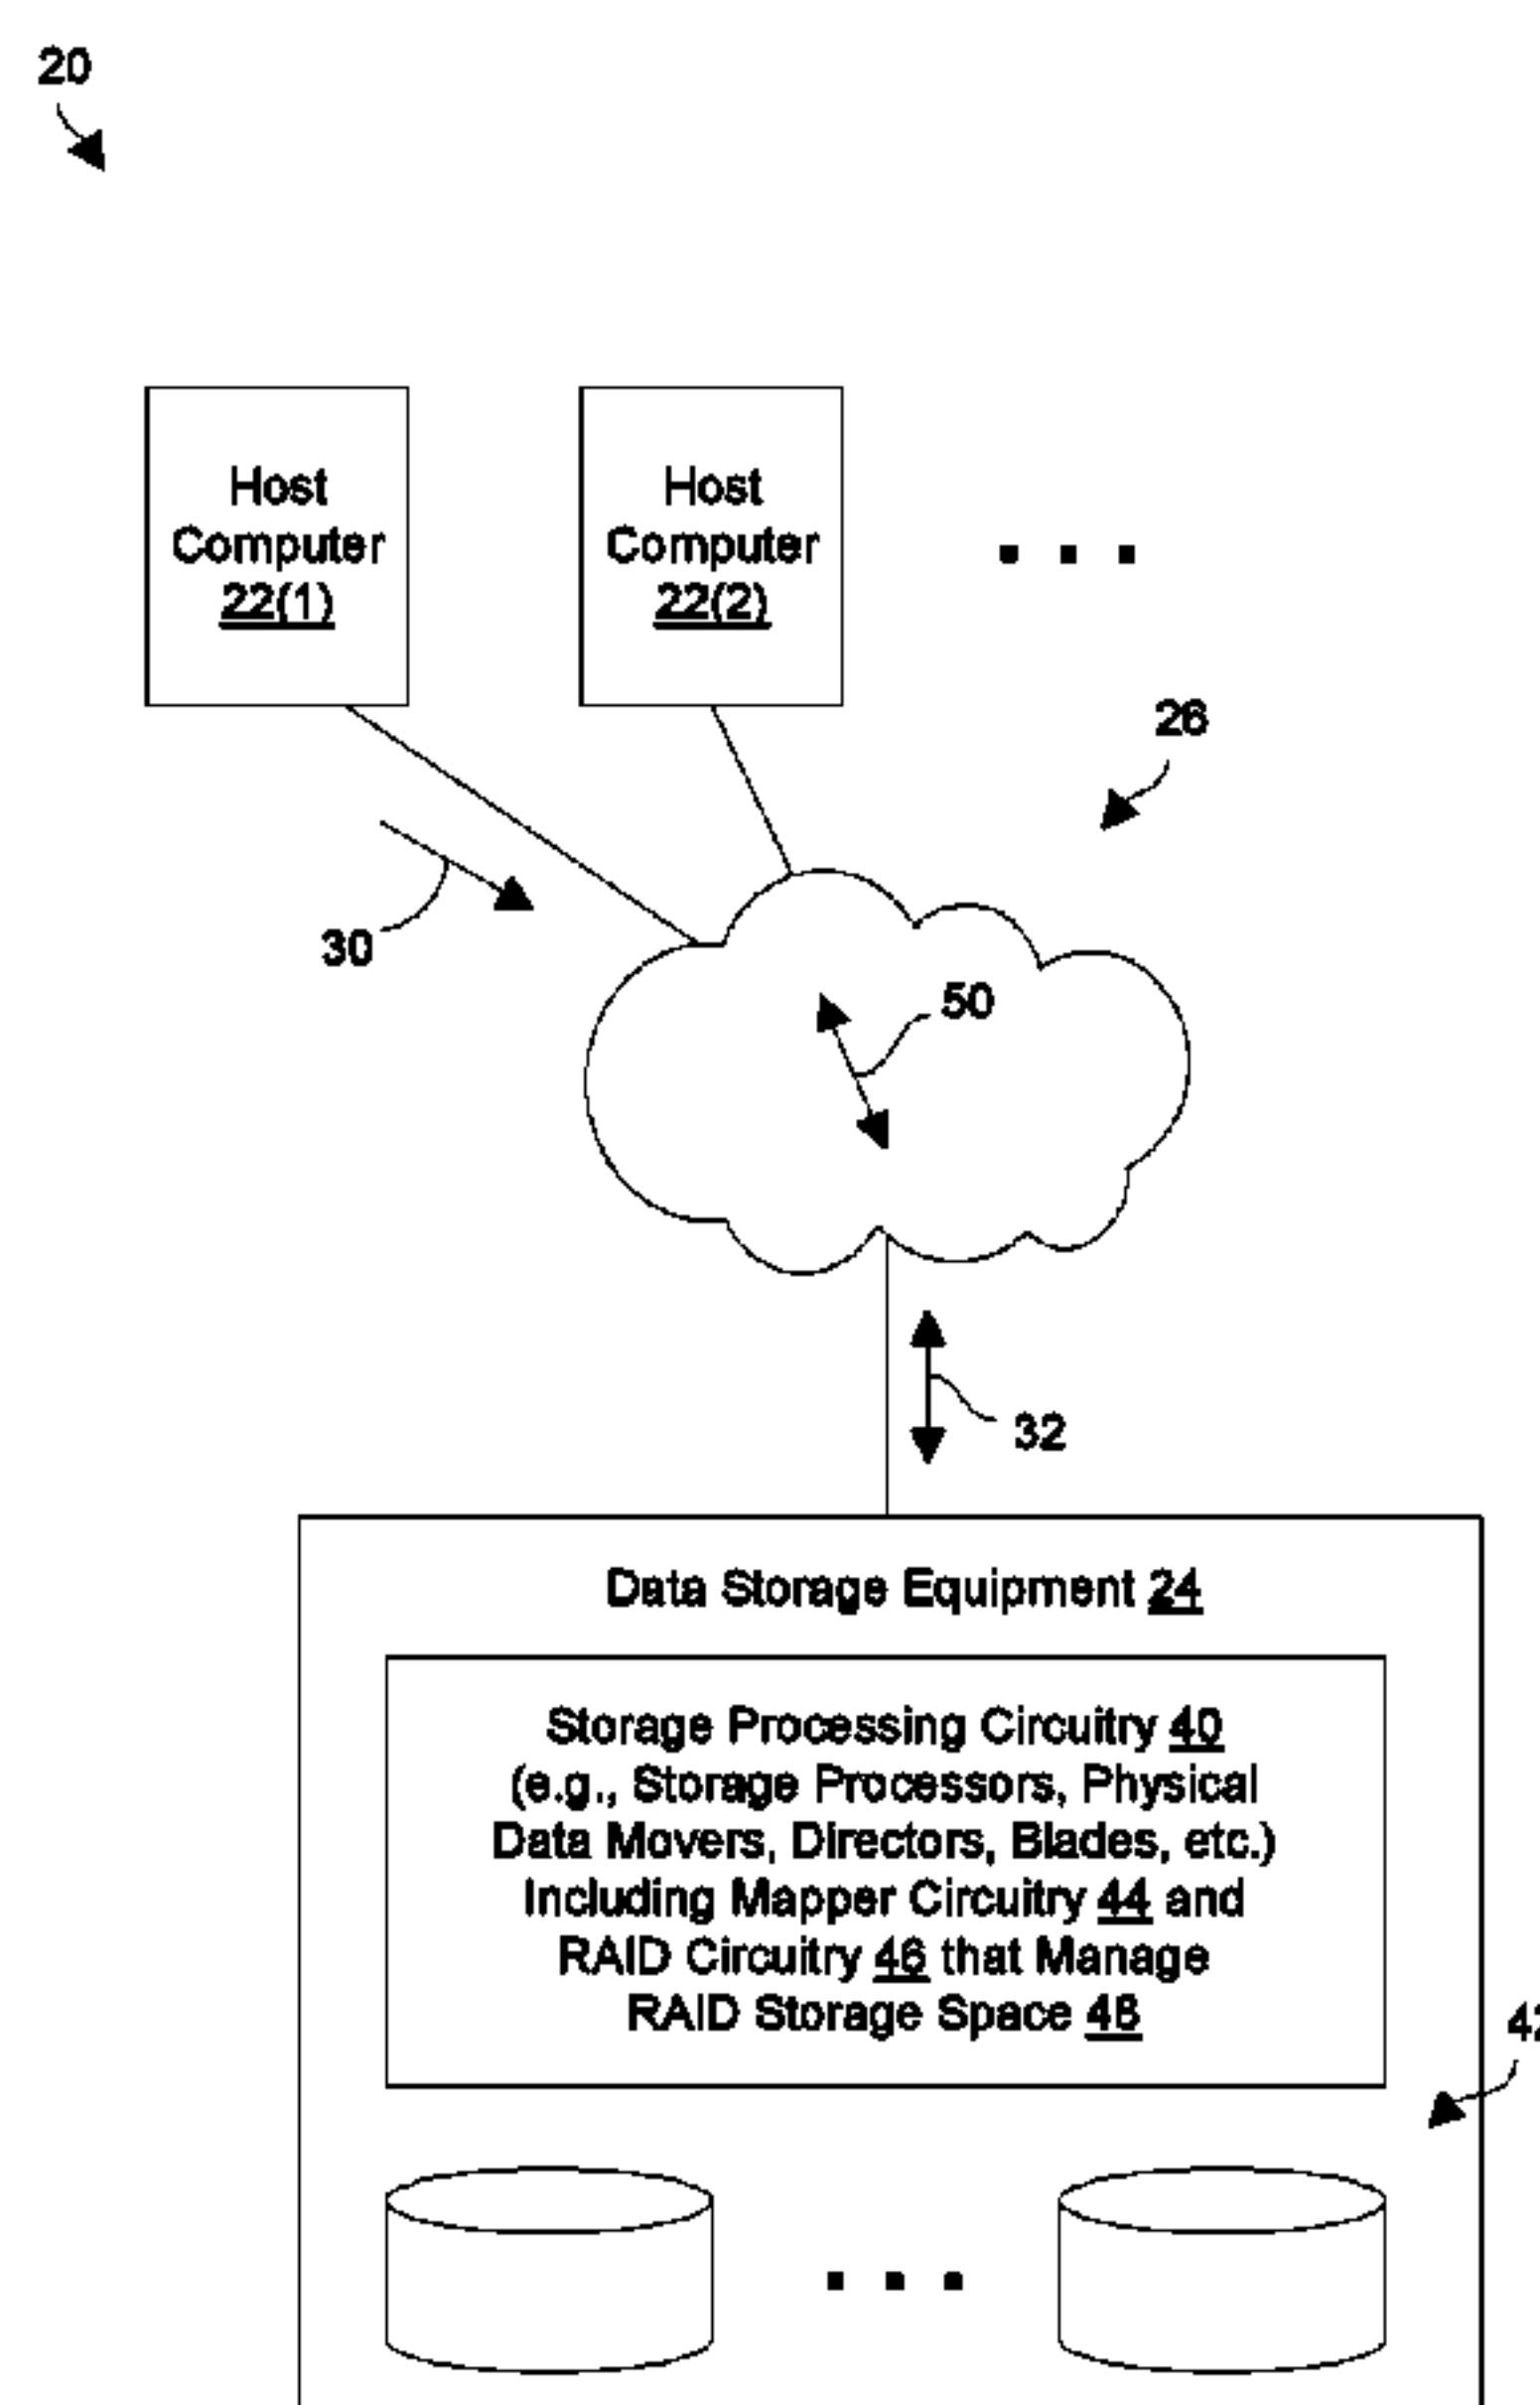 20
Host
Computer
22(1)
Host
Computer
22(2)
26
30
50
32
Data Storage Equipment 24
Storage Processing Circuitry 40
(e.g., Storage Processors, Physical
Data Movers, Directors, Blades, etc.)
Including Mapper Circuitry 44 and
RAID Circuitry 46 that Manage
RAID Storage Space 48